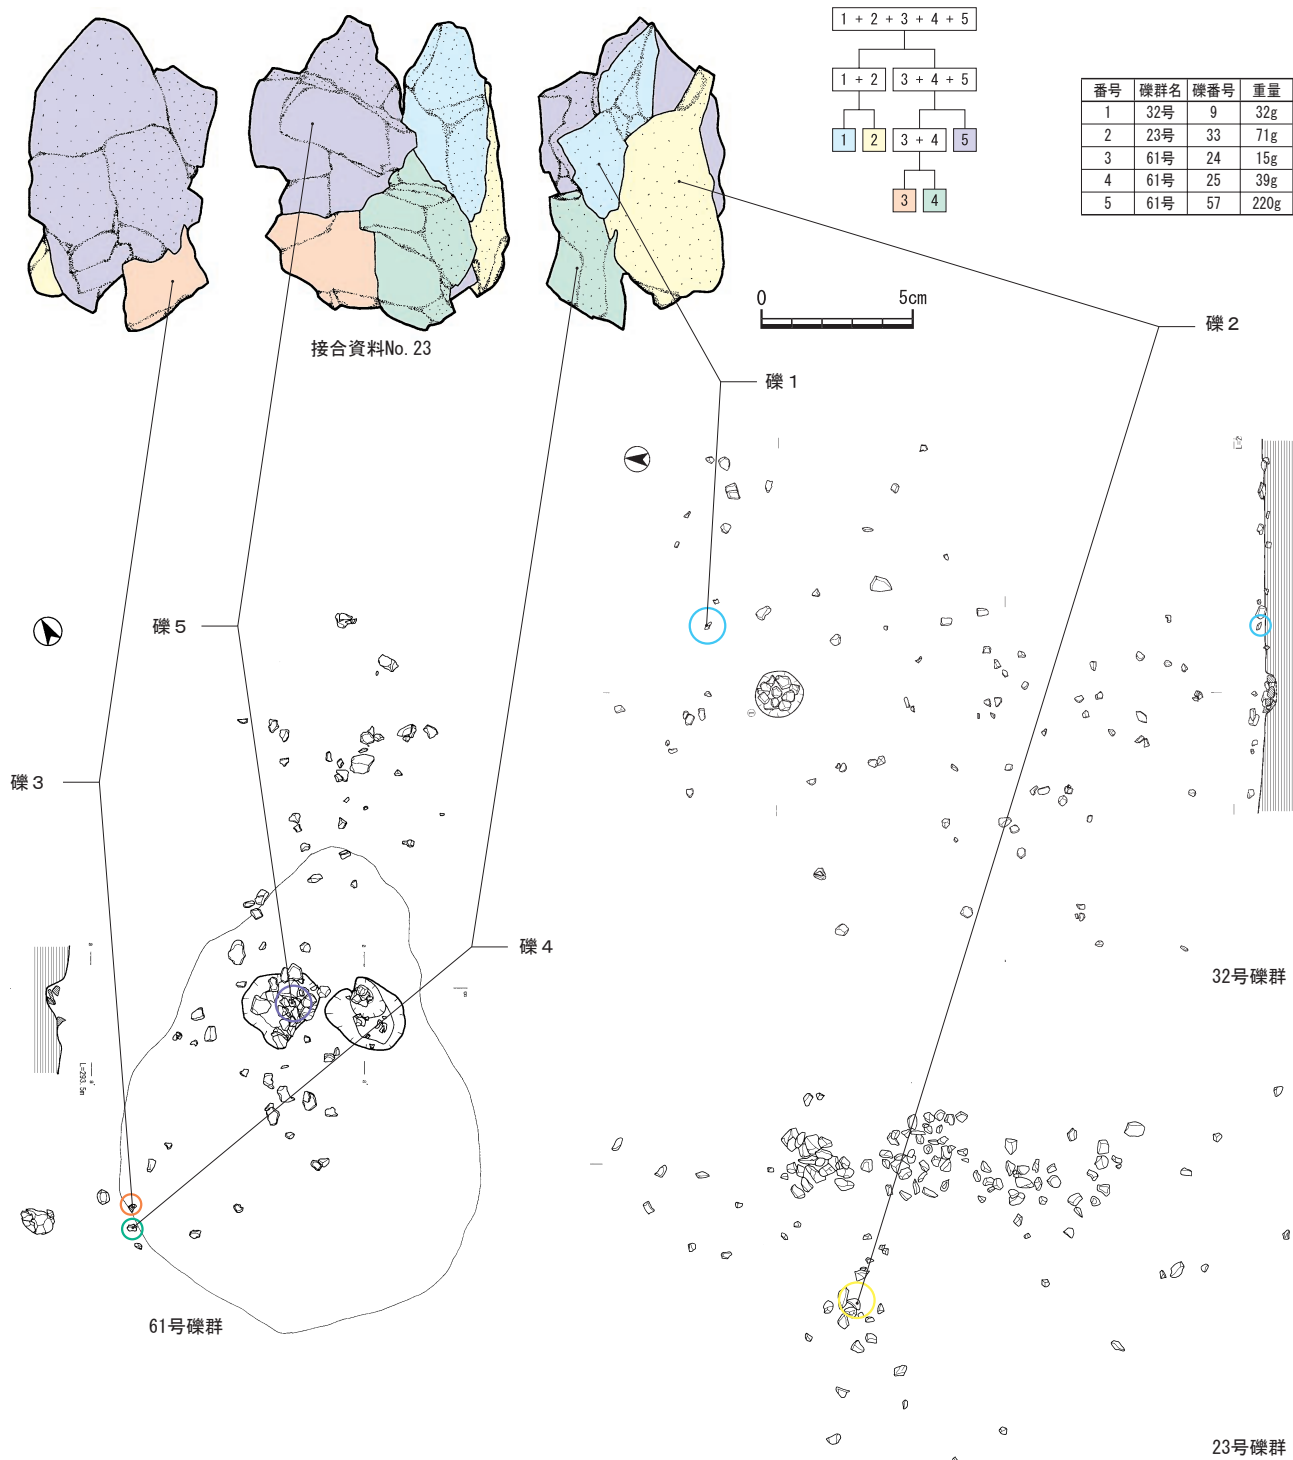 1 + 2 + 3 + 4 + 5
1 + 2
3 + 4 + 5
1
2
3 + 4
5
3
4
番号 礫群名 礫番号 重量
1 32号 9 32g
2 23号 33 71g
3 61号 24 15g
4 61号 25 39g
5 61号 57 220g
0 5cm
接合資料No.23
礫2
礫1
礫5
礫3
礫4
32号礫群
L=293.5m
61号礫群
23号礫群